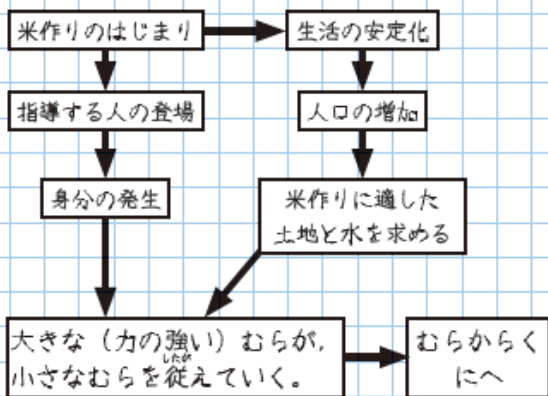 米作りのはじまり
生活の安定化
指導する人の登場
人口の増加
身分の発生
米作りに適した
土地と水を求める
大きな（力の強い）むらが，
小さなむらを従えていく。
したが
むらからく
にへ